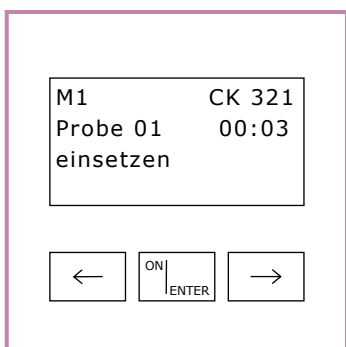 M1 CK 321
Probe 01 00:03
einsetzen
← ON ENTER →